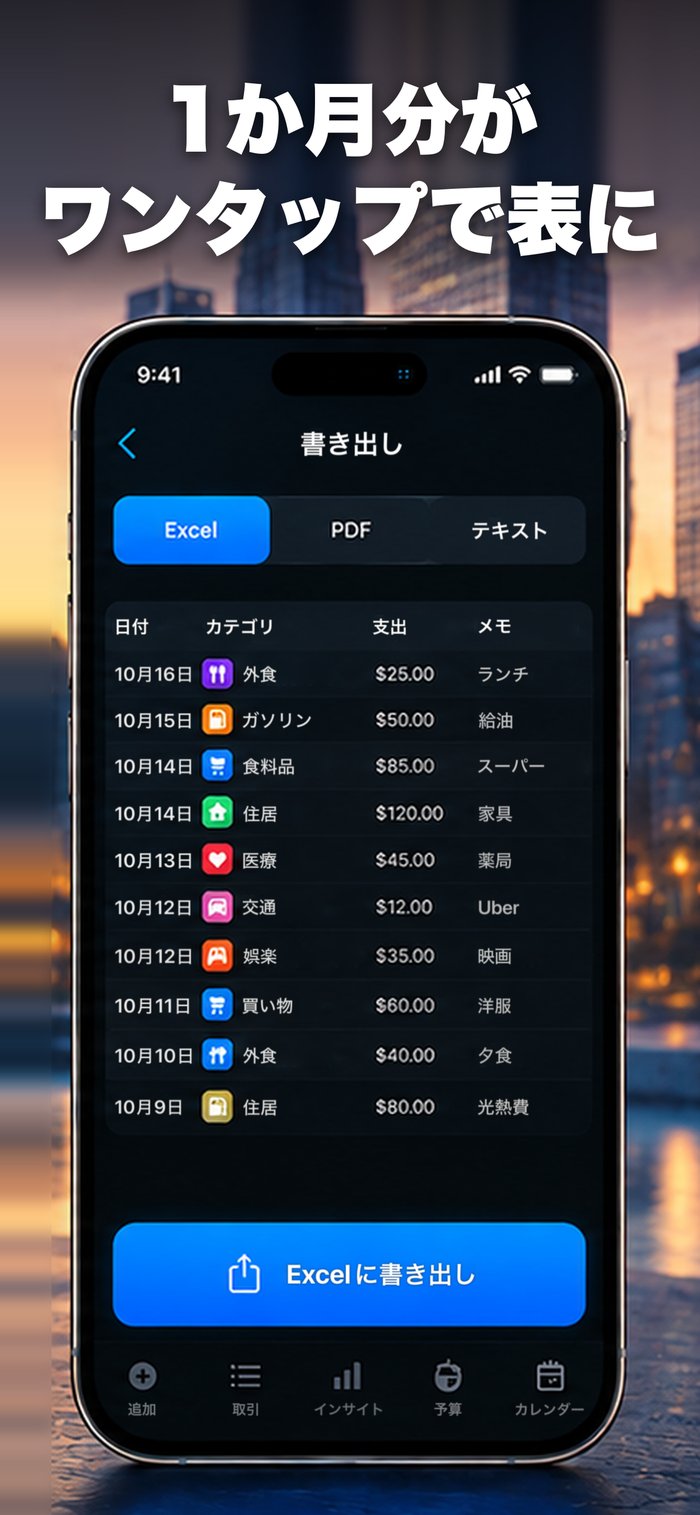 1か月分が
ワンタップで表に
9:41
書き出し
Excel PDF テキスト
日付 カテゴリ 支出 メモ
10月16日 外食 $25.00 ランチ
10月15日 ガソリン $50.00 給油
10月14日 食料品 $85.00 スーパー
10月14日 住居 $120.00 家具
10月13日 医療 $45.00 薬局
10月12日 交通 $12.00 Uber
10月12日 娯楽 $35.00 映画
10月11日 買い物 $60.00 洋服
10月10日 外食 $40.00 夕食
10月9日 住居 $80.00 光熱費
Excelに書き出し
追加 取引 インサイト 予算 カレンダー